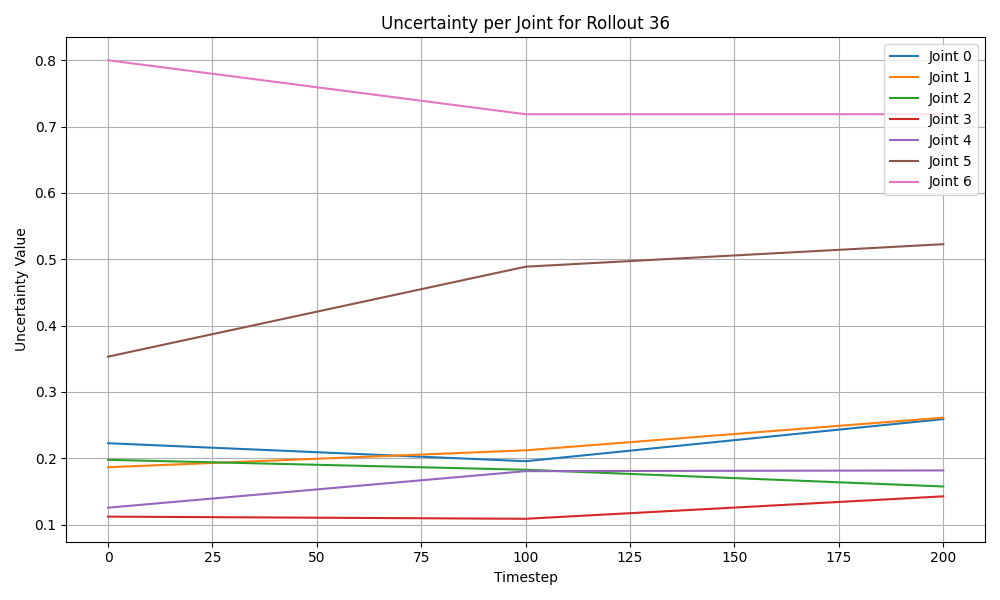 Uncertainty per Joint for Rollout 36
Uncertainty Value
0.8
0.7
0.6
0.5
0.4
0.3
0.2
0.1
Joint 0
Joint 1
Joint 2
Joint 3
Joint 4
Joint 5
Joint 6
0 25 50 75 100 125 150 175 200
Timestep